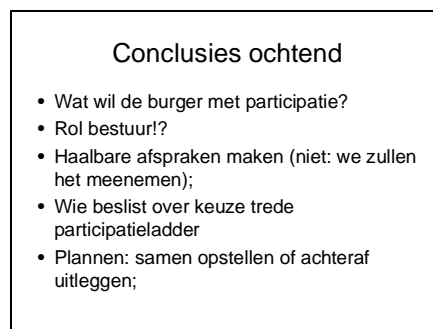 Conclusies ochtend
• Wat wil de burger met participatie?
• Rol bestuur!?
• Haalbare afspraken maken (niet: we zullen
het meenemen);
• Wie beslist over keuze trede
participatieladder
• Plannen: samen opstellen of achteraf
uitleggen;